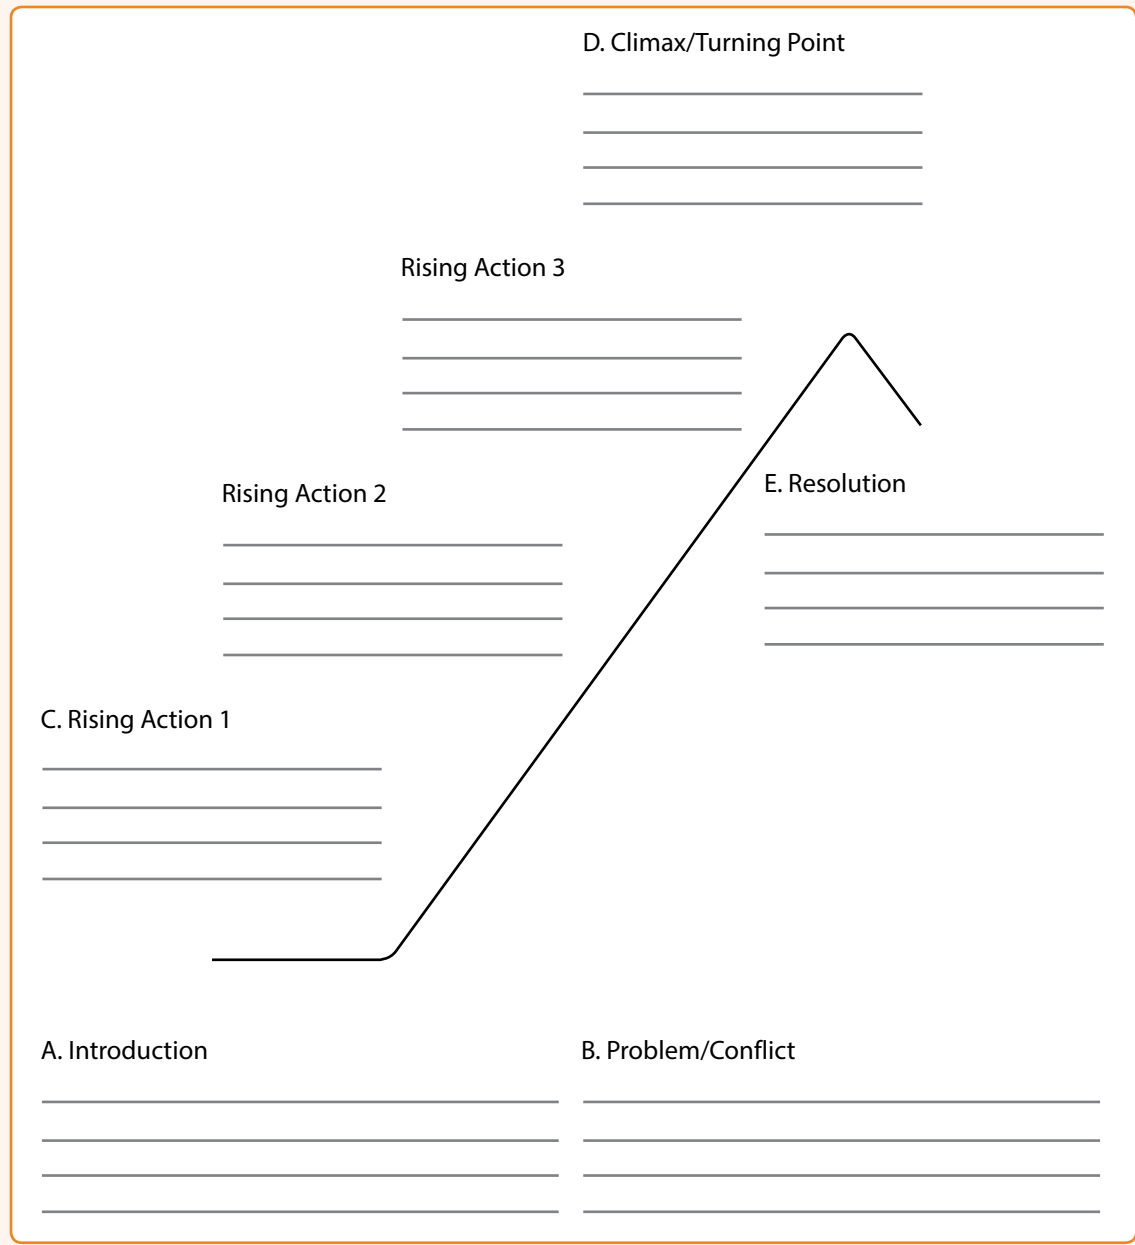 D. Climax/Turning Point
Rising Action 3
Rising Action 2
E. Resolution
C. Rising Action 1
A. Introduction
B. Problem/Conflict